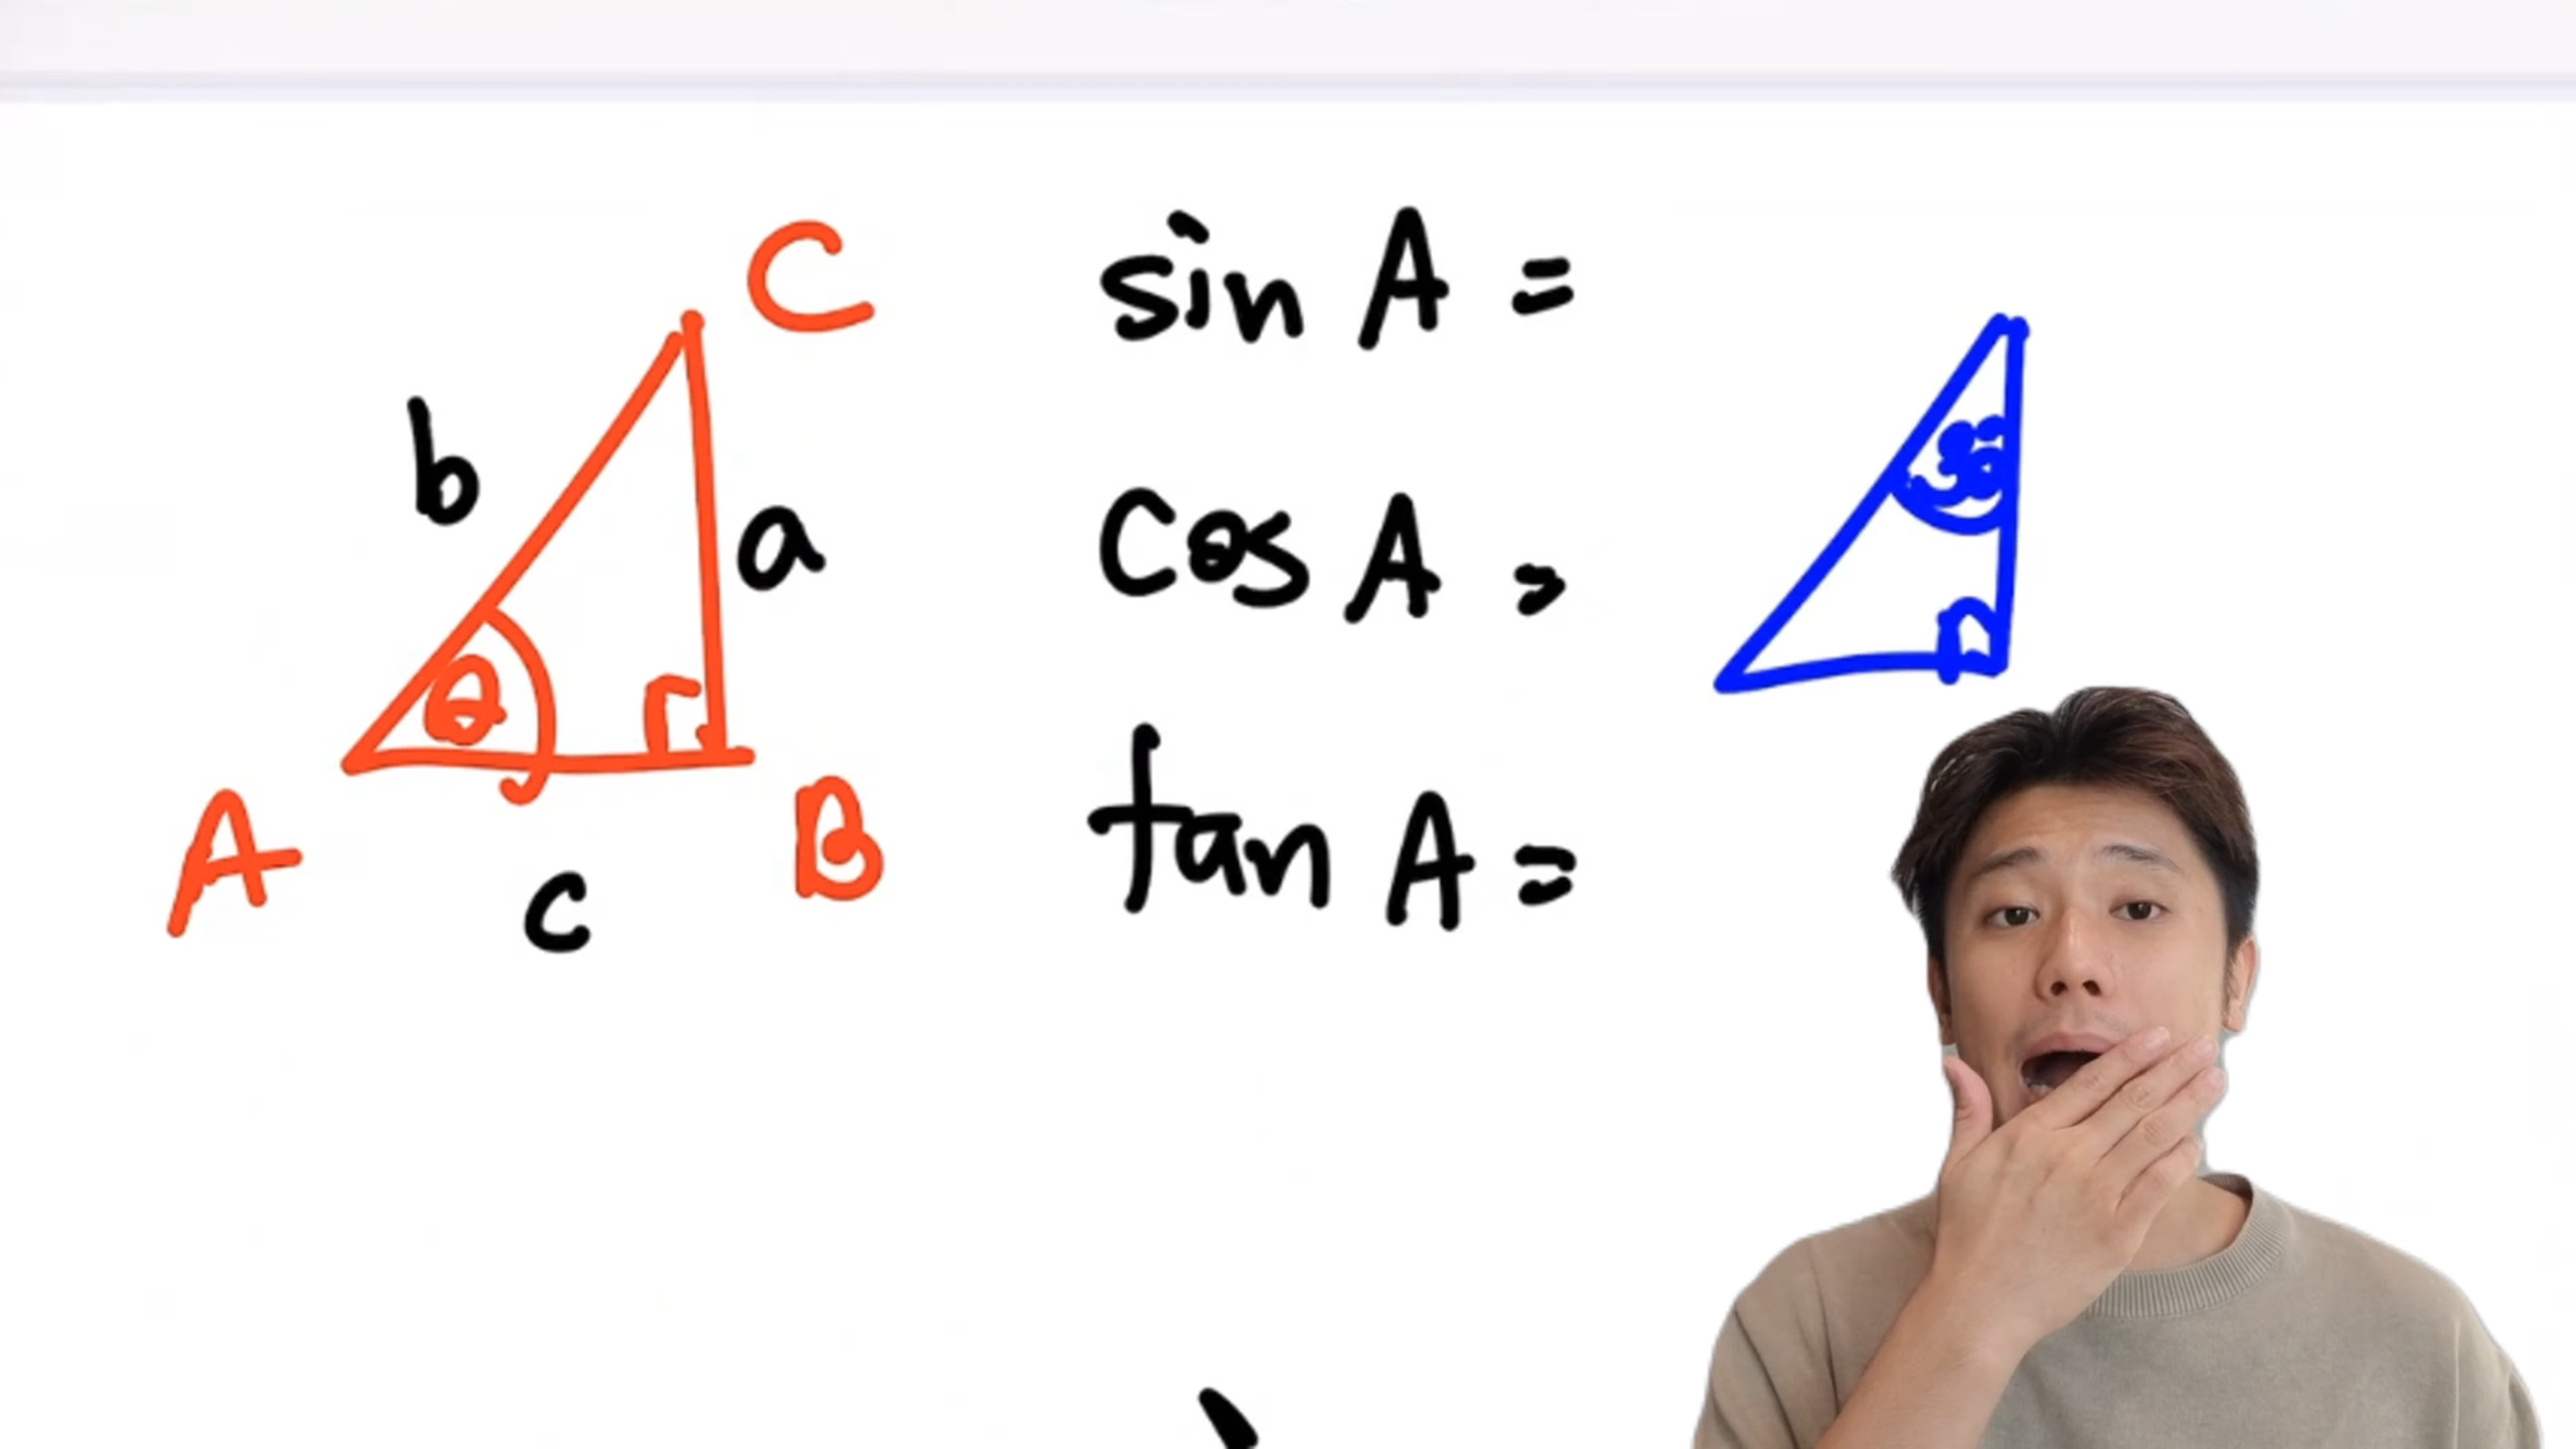 C
sin A =
b
a
cos A =
30°
θ
A
B
c
tan A =